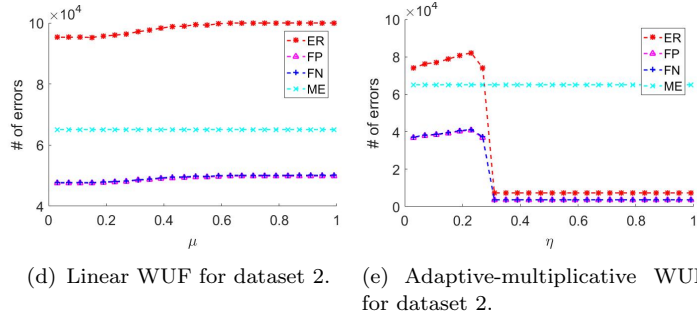 ×10⁴
10
8
6
4
# of errors
0 0.2 0.4 0.6 0.8 1
μ
ER
FP
FN
ME
(d) Linear WUF for dataset 2.
×10⁴
10
8
6
4
2
0
# of errors
0 0.2 0.4 0.6 0.8 1
η
ER
FP
FN
ME
(e) Adaptive-multiplicative WUF
for dataset 2.